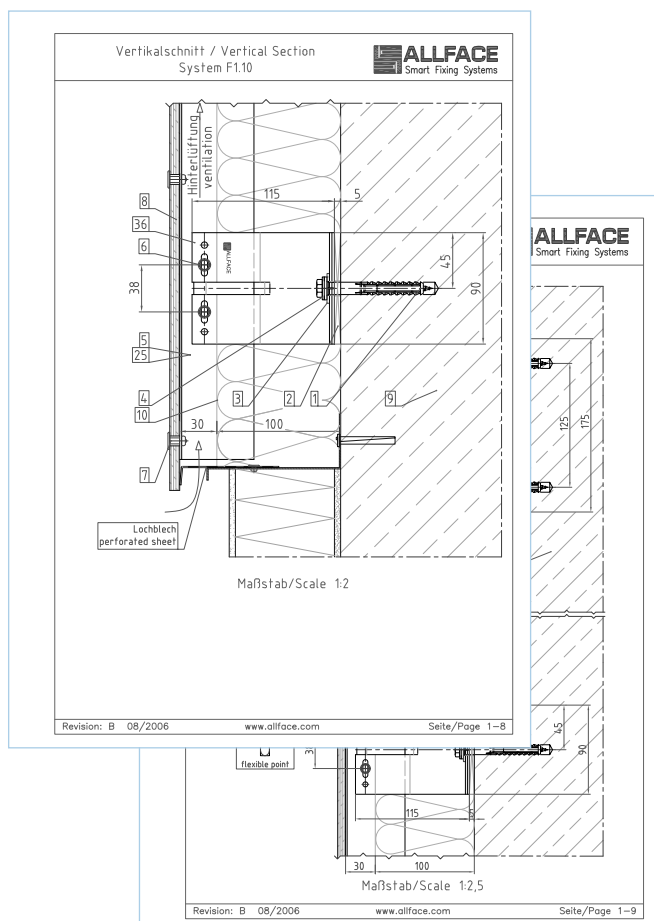 Vertikalschnitt / Vertical Section
System F1.10
ALLFACE
Smart Fixing Systems
Hinterlüftung
ventilation
115
5
8
36
6
ALLFACE
38
45
90
5
25
4
10
3
2
1
9
30
100
7
Lochblech
perforated sheet
Maßstab/Scale 1:2
Revision: B 08/2006
www.allface.com
Seite/Page 1-8
ALLFACE
Smart Fixing Systems
125
175
45
90
flexible point
115
30
100
Maßstab/Scale 1:2,5
Revision: B 08/2006
www.allface.com
Seite/Page 1-9